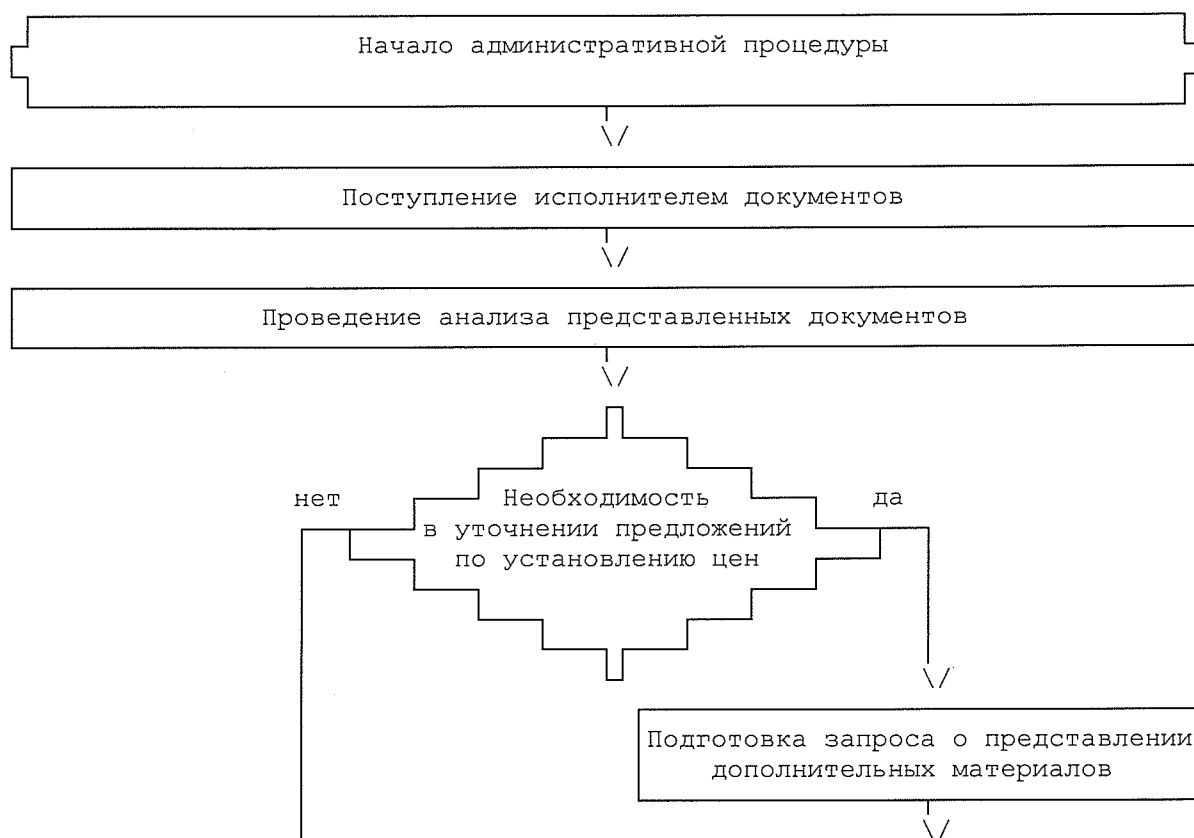 Начало административной процедуры
Поступление исполнителем документов
Проведение анализа представленных документов
нет
да
Необходимость
в уточнении предложений
по установлению цен
Подготовка запроса о представлении
дополнительных материалов